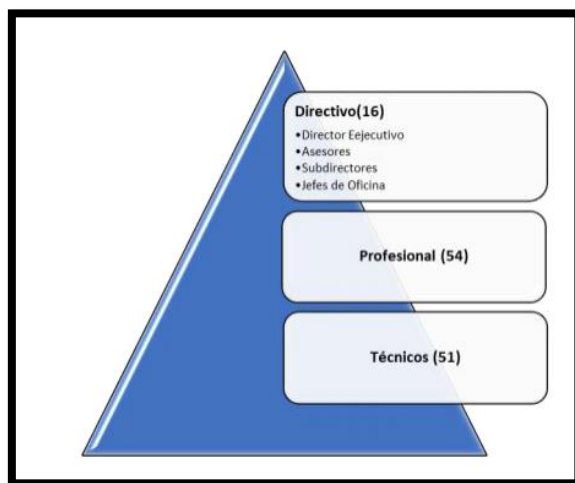 Directivo(16)
•Director Eejecutivo
•Asesores
•Subdirectores
•Jefes de Oficina
Profesional (54)
Técnicos (51)